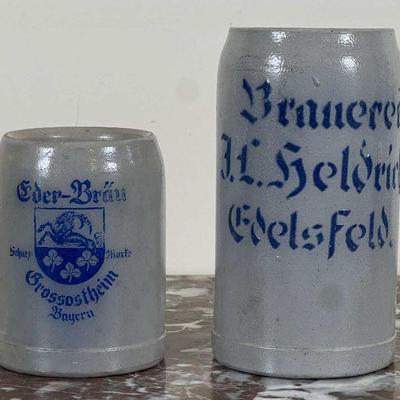 Eder-Bräu
Schutz Marke
Grossostheim
Bayern
Brauerei
J.L. Heldrich
Edelsfeld.